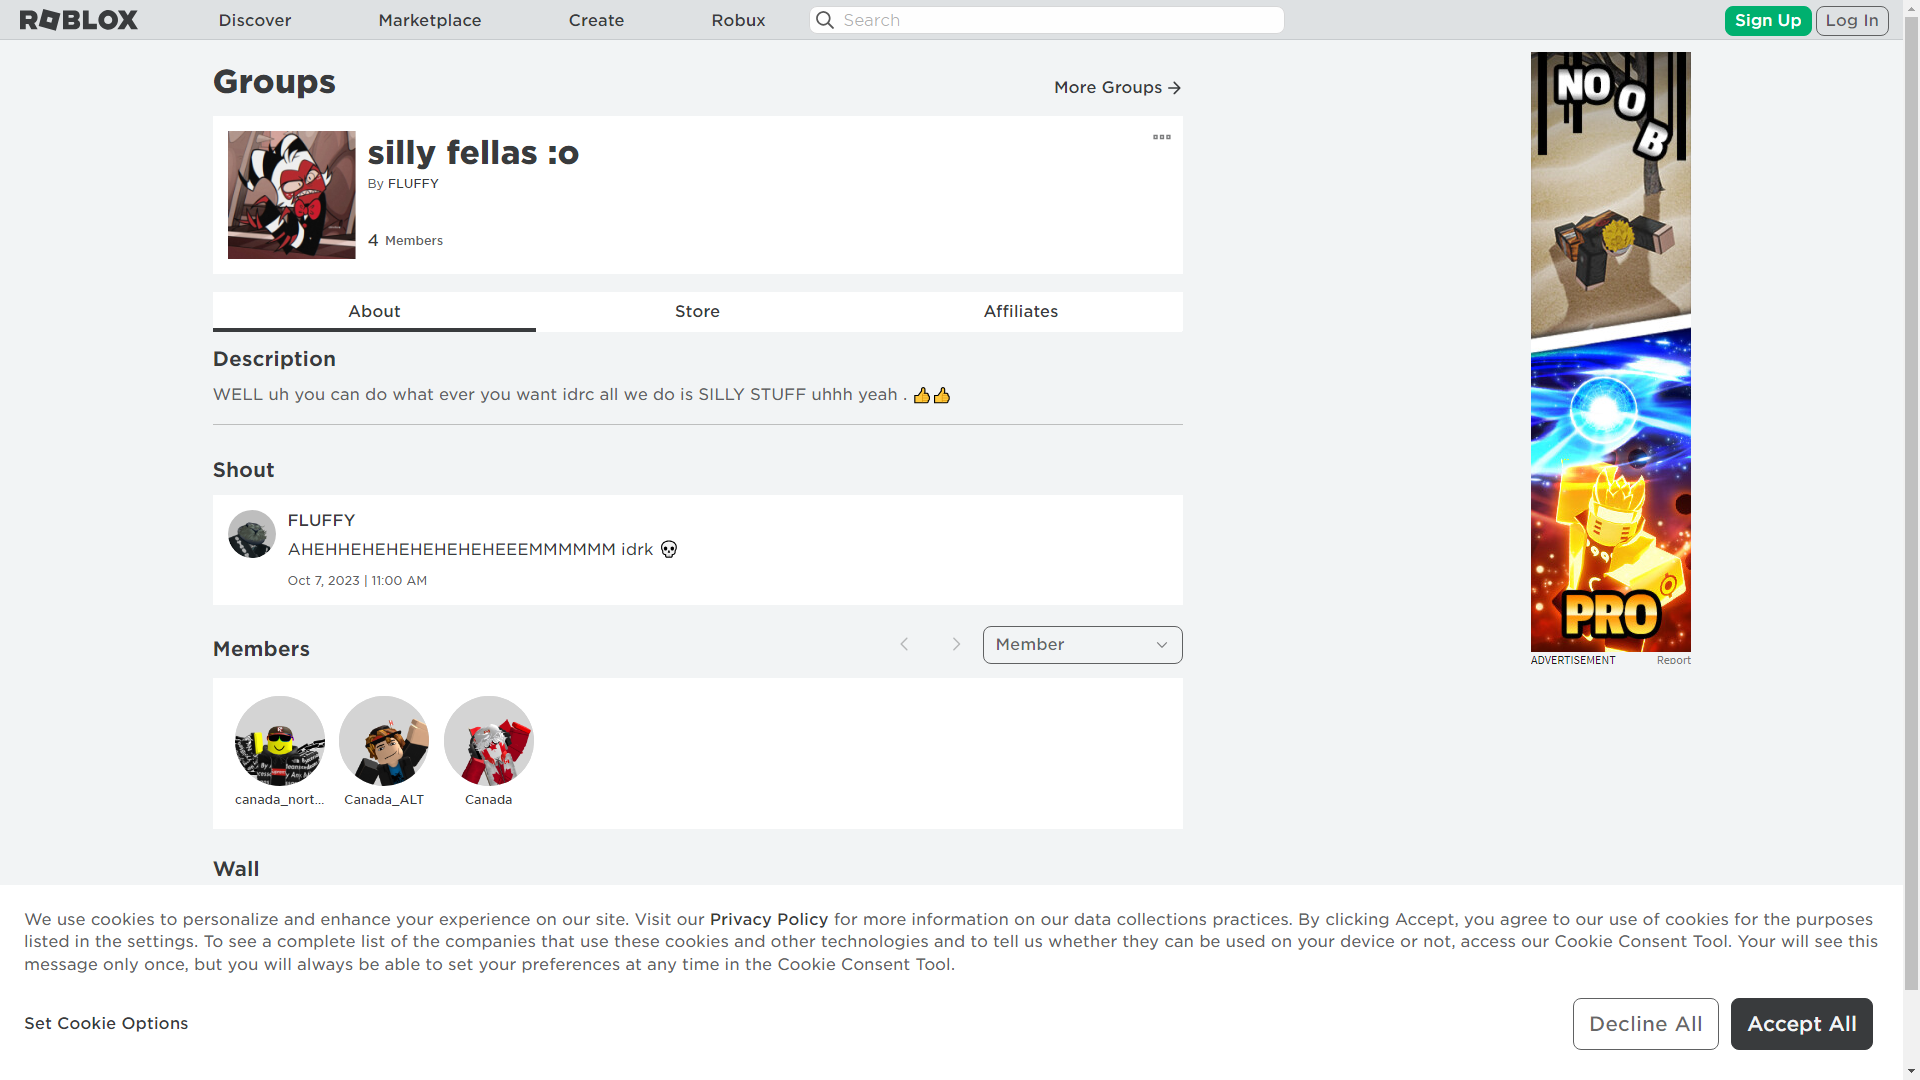 ROBLOX
Discover
Marketplace
Create
Robux
Search
Sign Up
Log In
Groups
More Groups
silly fellas :o
By FLUFFY
4 Members
About
Store
Affiliates
Description
WELL uh you can do what ever you want idrc all we do is SILLY STUFF uhhh yeah . 👍👍
Shout
FLUFFY
AHEHHEHEHEHEHEHEHEEEMMMMMM idrk 💀
Oct 7, 2023 | 11:00 AM
Members
Member
canada_nort...
Canada_ALT
Canada
Wall
NOOB
PRO
ADVERTISEMENT
Report
We use cookies to personalize and enhance your experience on our site. Visit our Privacy Policy for more information on our data collections practices. By clicking Accept, you agree to our use of cookies for the purposes
listed in the settings. To see a complete list of the companies that use these cookies and other technologies and to tell us whether they can be used on your device or not, access our Cookie Consent Tool. Your will see this
message only once, but you will always be able to set your preferences at any time in the Cookie Consent Tool.
Set Cookie Options
Decline All
Accept All